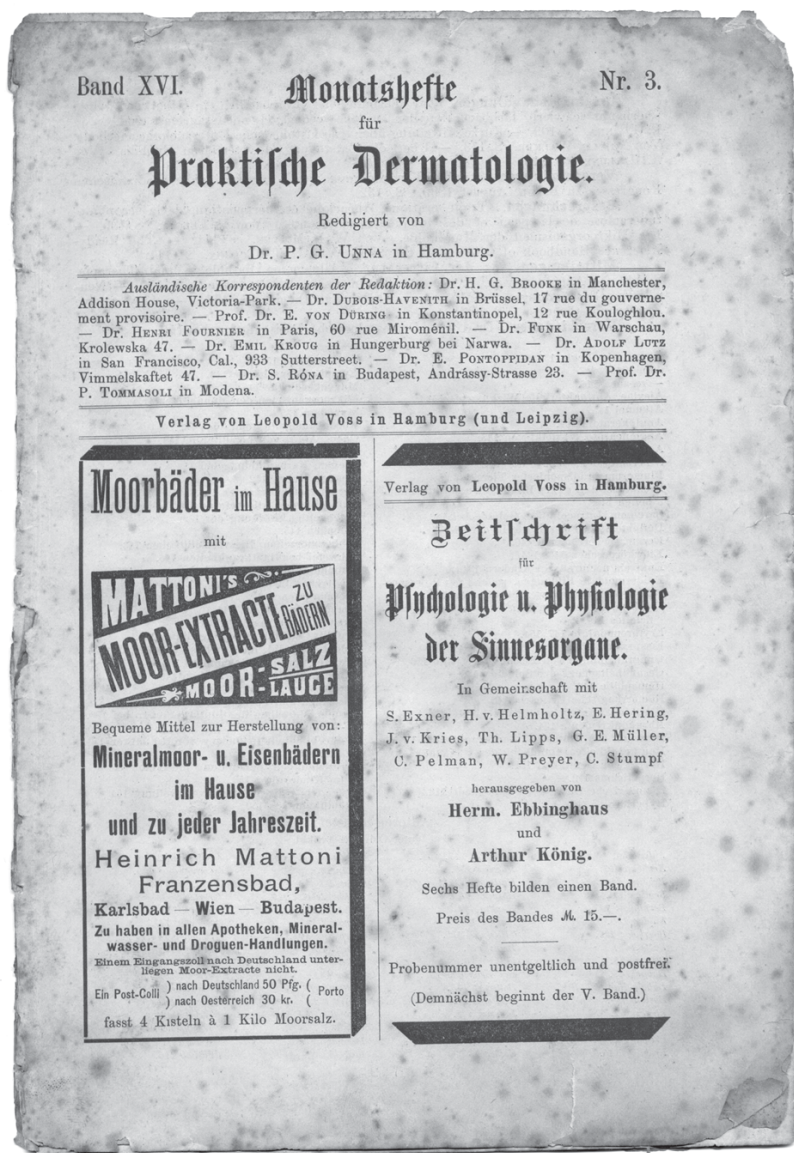 Band XVI.
Monatshefte
Nr. 3.
für
Praktische Dermatologie.
Redigiert von
Dr. P. G. UNNA in Hamburg.
Ausländische Korrespondenten der Redaktion: Dr. H. G. BROOKE in Manchester,
Addison House, Victoria-Park. — Dr. DUBOIS-HAVENITH in Brüssel, 17 rue du gouverne-
ment provisoire. — Prof. Dr. E. VON DÜRING in Konstantinopel, 12 rue Kouloghlou.
— Dr. HENRI FOURNIER in Paris, 60 rue Miroménil. — Dr. FUNK in Warschau,
Krolewska 47. — Dr. EMIL KROUG in Hungerburg bei Narwa. — Dr. ADOLF LUTZ
in San Francisco, Cal., 933 Sutterstreet. — Dr. E. PONTOPPIDAN in Kopenhagen,
Vimmelskaftet 47. — Dr. S. RÓNA in Budapest, Andrássy-Strasse 23. — Prof. Dr.
P. TOMMASOLI in Modena.
Verlag von Leopold Voss in Hamburg (und Leipzig).
Moorbäder im Hause
mit
MATTONI'S
MOOR-EXTRACTE ZU BÄDERN
MOOR-SALZ
MOOR-LAUGE
Bequeme Mittel zur Herstellung von:
Mineralmoor- u. Eisenbädern
im Hause
und zu jeder Jahreszeit.
Heinrich Mattoni
Franzensbad,
Karlsbad — Wien — Budapest.
Zu haben in allen Apotheken, Mineral-
wasser- und Droguen-Handlungen.
Einem Eingangszoll nach Deutschland unter-
liegen Moor-Extracte nicht.
Ein Post-Colli ) nach Deutschland 50 Pfg. ( Porto
) nach Oesterreich 30 kr. (
fasst 4 Kisteln à 1 Kilo Moorsalz.
Verlag von Leopold Voss in Hamburg.
Zeitschrift
für
Psychologie u. Physiologie
der Sinnesorgane.
In Gemeinschaft mit
S. Exner, H. v. Helmholtz, E. Hering,
J. v. Kries, Th. Lipps, G. E. Müller,
C. Pelman, W. Preyer, C. Stumpf
herausgegeben von
Herm. Ebbinghaus
und
Arthur König.
Sechs Hefte bilden einen Band.
Preis des Bandes M. 15.—.
Probenummer unentgeltlich und postfrei.
(Demnächst beginnt der V. Band.)